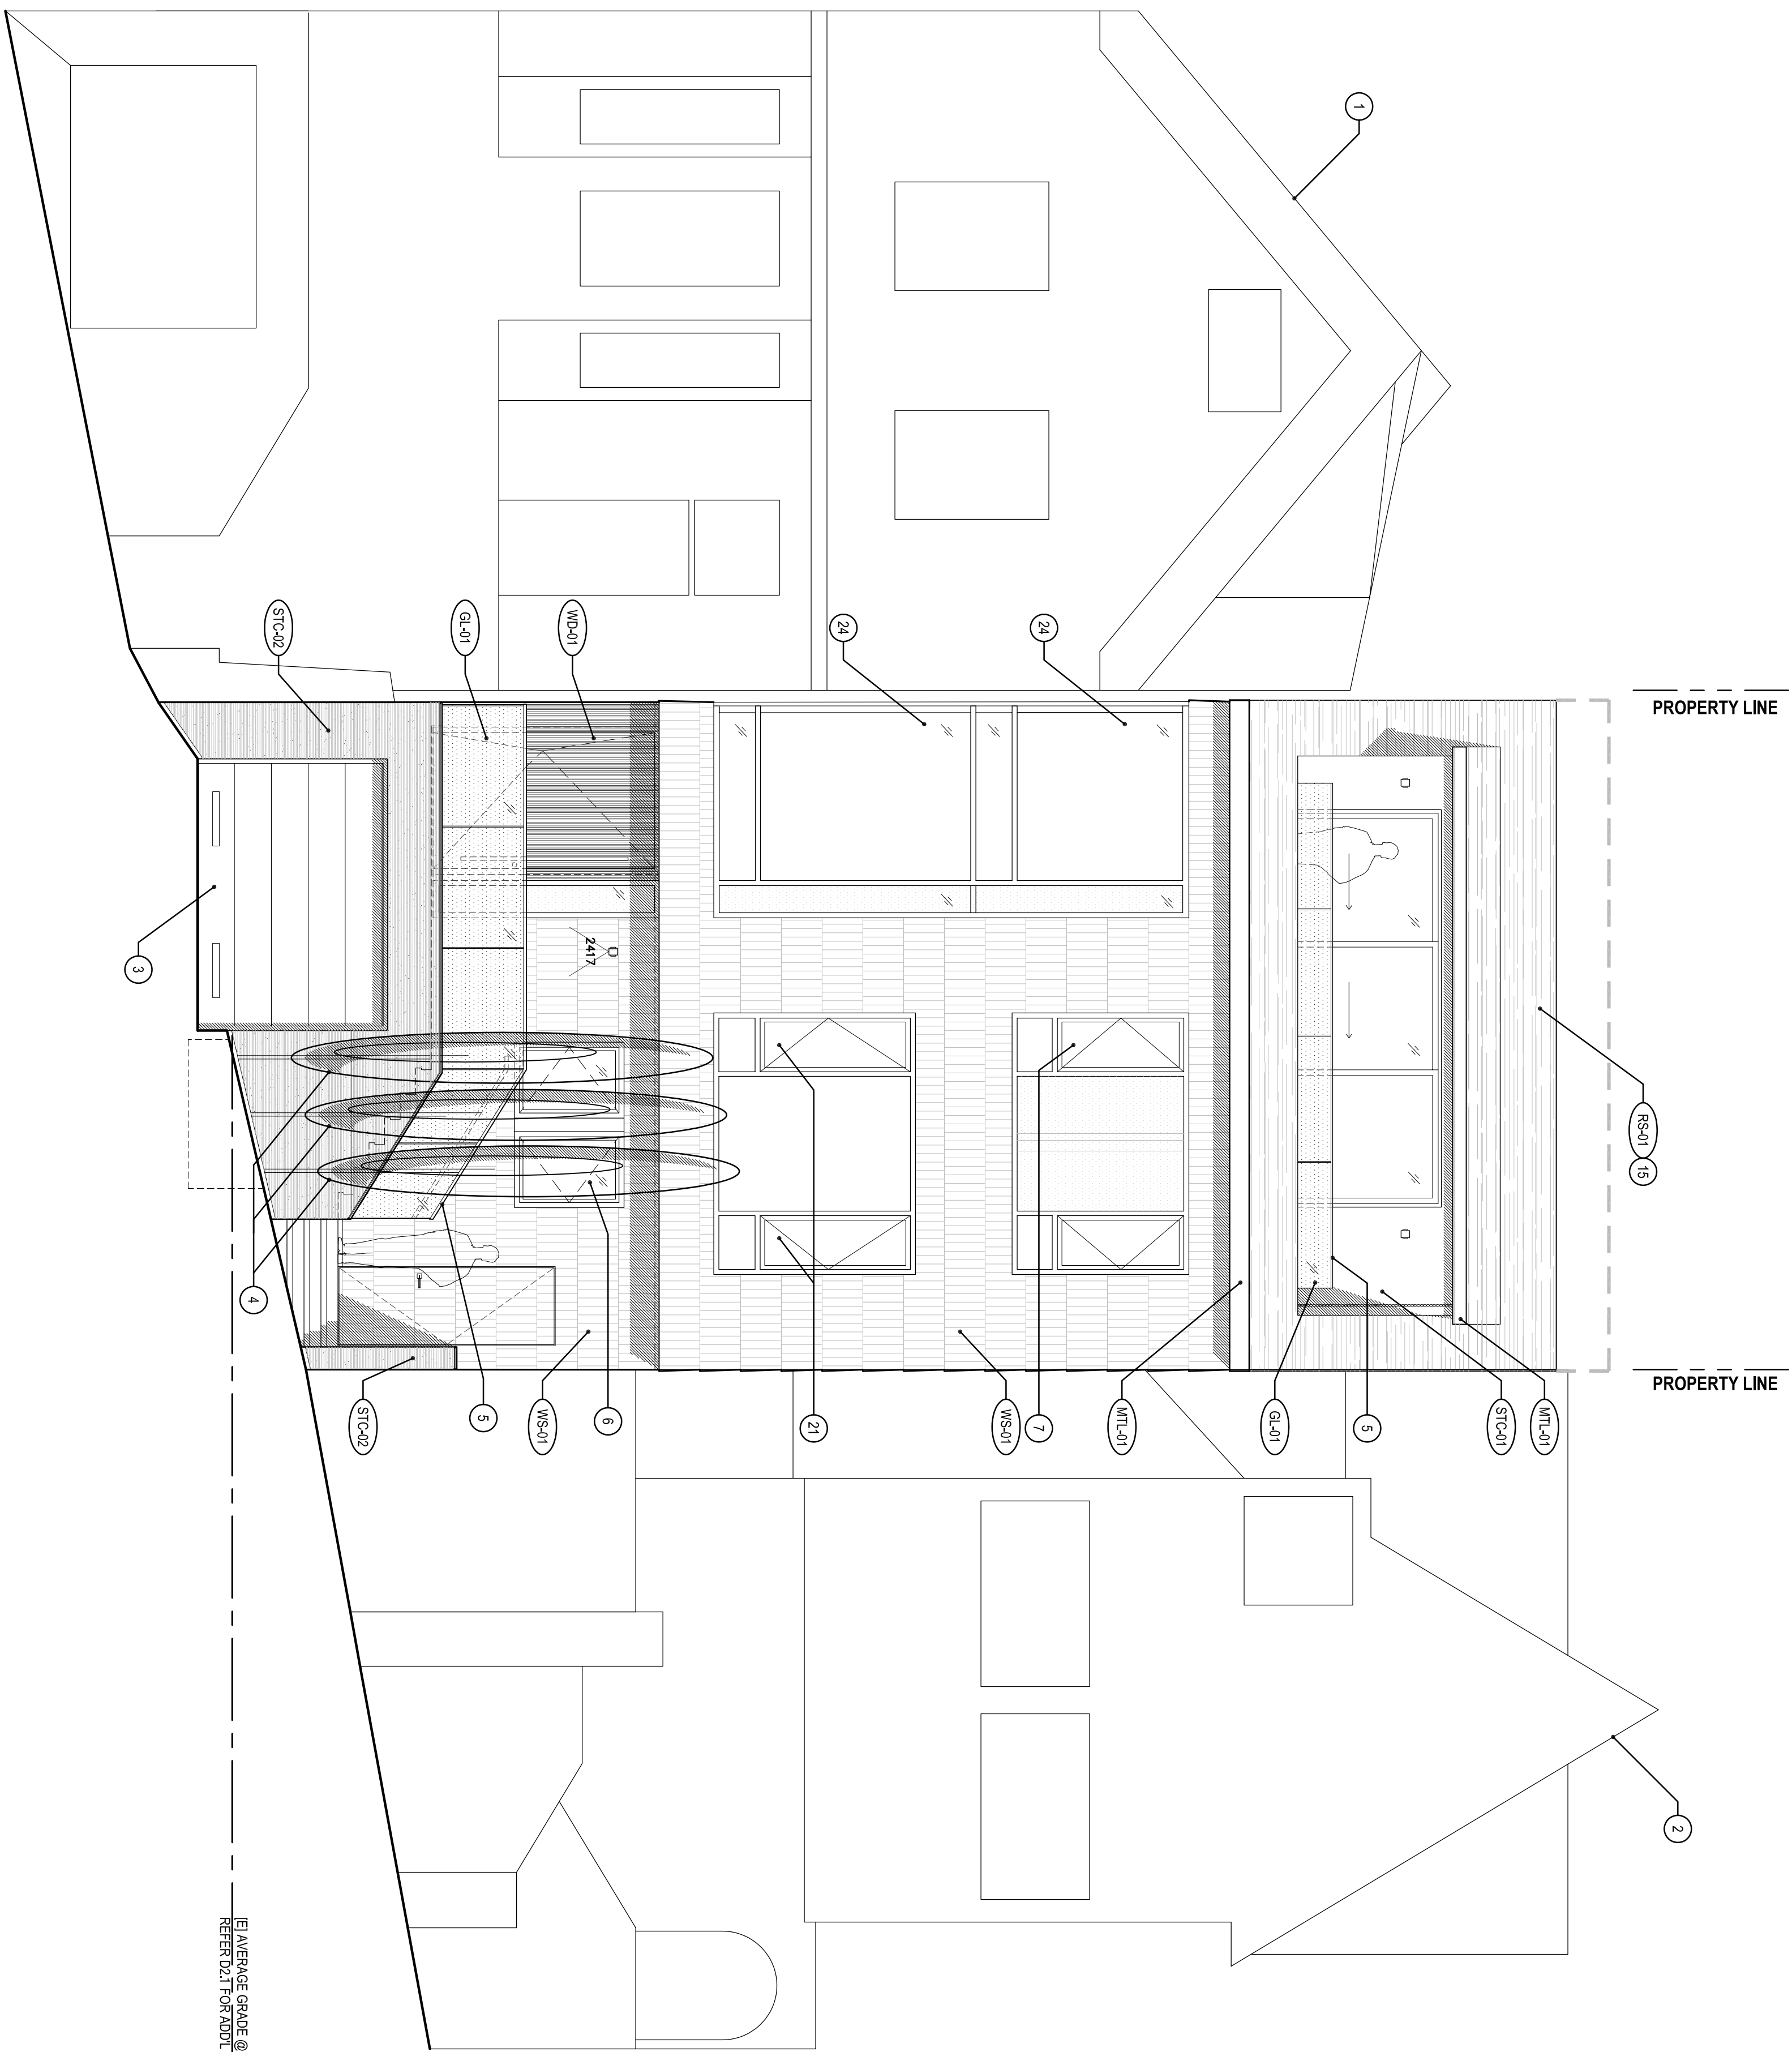 PROPERTY LINE
PROPERTY LINE
1
2
RS-01
15
24
24
WD-01
GL-01
STC-02
MTL-01
STC-01
5
GL-01
MTL-01
7
WS-01
21
6
WS-01
5
STC-02
2417
3
4
[E] AVERAGE GRADE @
REFER D2.1 FOR ADD'L